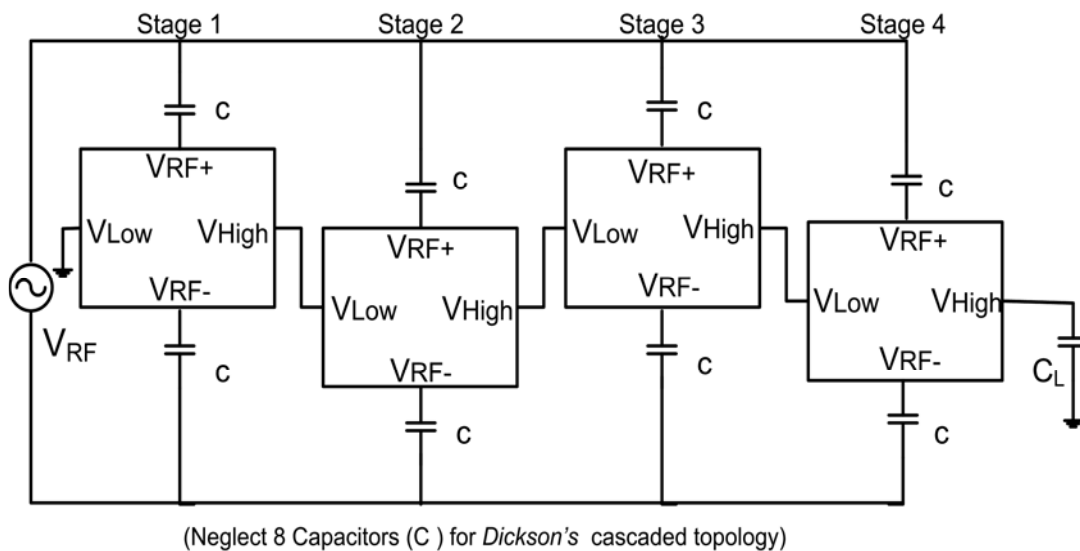 Stage 1 Stage 2 Stage 3 Stage 4
c c
c c
VRF+ VRF+
VLow VHigh VLow VHigh
VRF+ VRF+
VRF- VRF-
VLow VHigh VLow VHigh
VRF
VRF- VRF-
c c CL
c c
(Neglect 8 Capacitors (C ) for Dickson's cascaded topology)